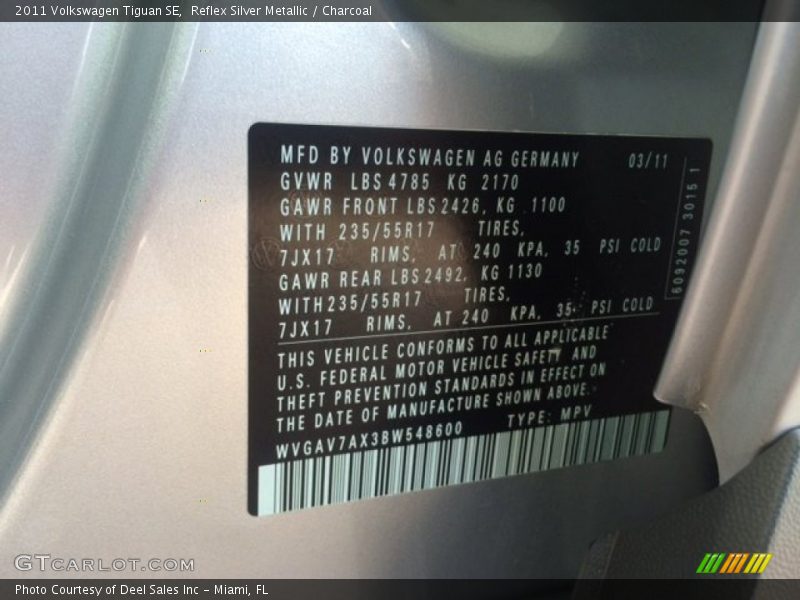 2011 Volkswagen Tiguan SE, Reflex Silver Metallic / Charcoal
MFD BY VOLKSWAGEN AG GERMANY 03/11
GVWR LBS 4785 KG 2170
GAWR FRONT LBS 2426, KG 1100
WITH 235/55R17 TIRES,
7JX17 RIMS, AT 240 KPA, 35 PSI COLD
GAWR REAR LBS 2492, KG 1130
WITH 235/55R17 TIRES,
7JX17 RIMS, AT 240 KPA, 35 PSI COLD
THIS VEHICLE CONFORMS TO ALL APPLICABLE
U.S. FEDERAL MOTOR VEHICLE SAFETY AND
THEFT PREVENTION STANDARDS IN EFFECT ON
THE DATE OF MANUFACTURE SHOWN ABOVE.
WVGAV7AX3BW548600 TYPE: MPV
6092007 3015 1
GTCARLOT.COM
Photo Courtesy of Deel Sales Inc - Miami, FL